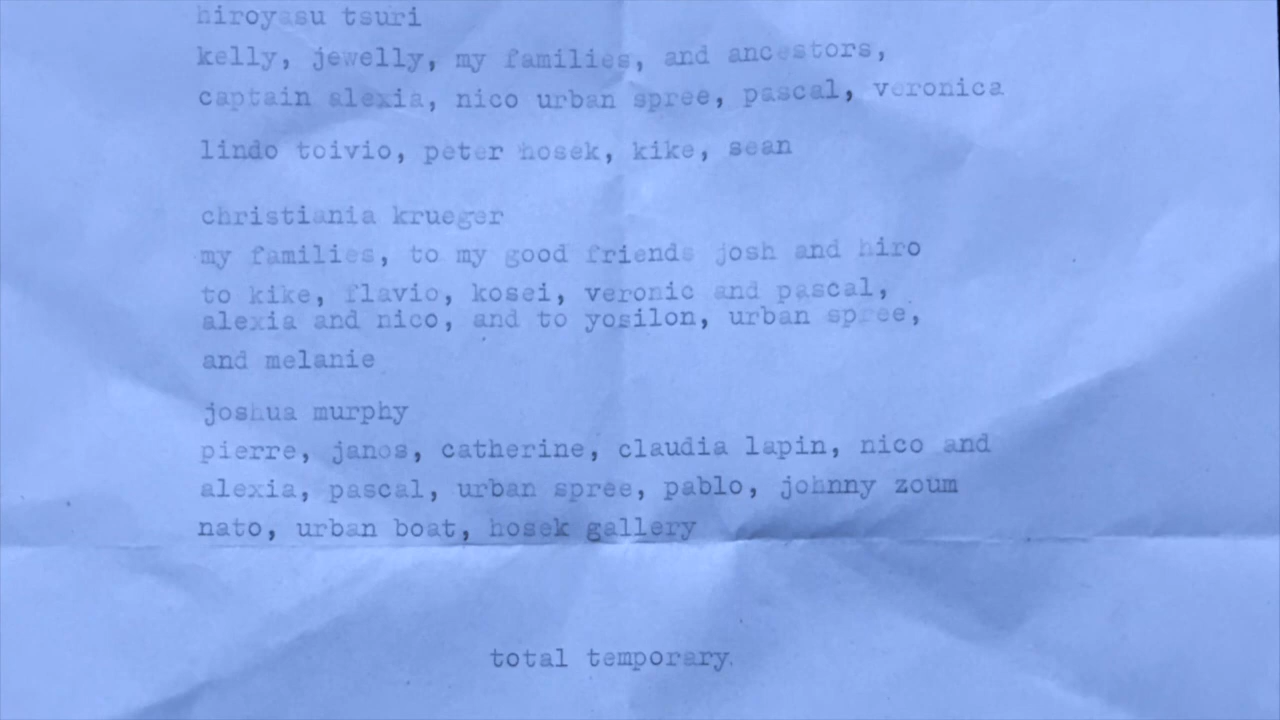 hiroyasu tsuri
kelly, jewelly, my families, and ancestors,
captain alexia, nico urban spree, pascal, veronica
lindo toivio, peter hosek, kike, sean
christiania krueger
my families, to my good friends josh and hiro
to kike, flavio, kosei, veronic and pascal,
alexia and nico, and to yosilon, urban spree,
and melanie
joshua murphy
pierre, janos, catherine, claudia lapin, nico and
alexia, pascal, urban spree, pablo, johnny zoum
nato, urban boat, hosek gallery
total temporary.